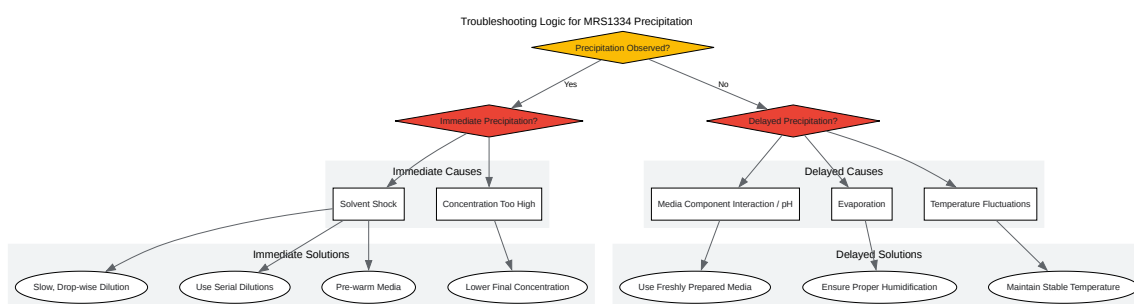 Troubleshooting Logic for MRS1334 Precipitation
Precipitation Observed?
Yes
No
Immediate Precipitation?
Delayed Precipitation?
Immediate Causes
Delayed Causes
Solvent Shock
Concentration Too High
Media Component Interaction / pH
Evaporation
Temperature Fluctuations
Immediate Solutions
Delayed Solutions
Slow, Drop-wise Dilution
Use Serial Dilutions
Pre-warm Media
Lower Final Concentration
Use Freshly Prepared Media
Ensure Proper Humidification
Maintain Stable Temperature